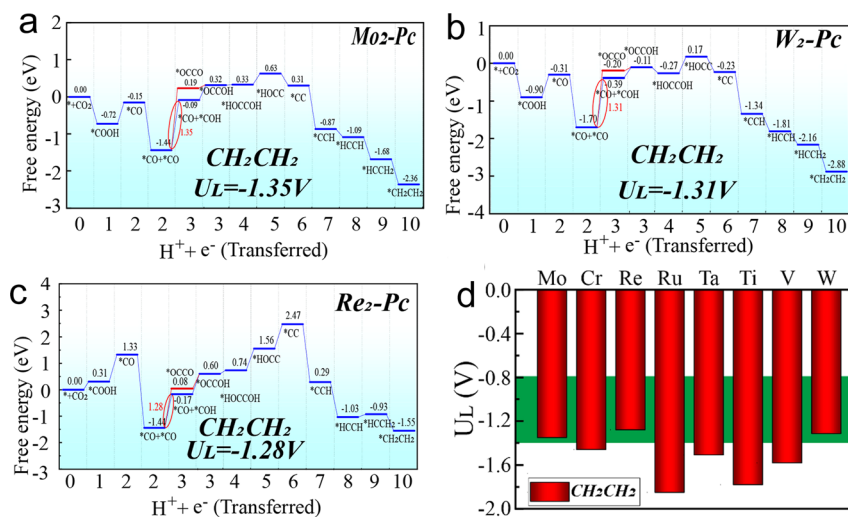 a
Mo2-Pc
Free energy (eV)
2
1
0
-1
-2
-3
0.00
*+CO₂
-0.72
*COOH
-0.15
*CO
-1.44
*CO+*CO
1.35
*OCCO
0.19
-0.09
*CO+*COH
0.32
*OCCOH
0.33
*HOCCOH
0.63
*HOCC
0.31
*CC
-0.87
*CCH
-1.09
*HCCH
-1.68
*HCCH₂
-2.36
*CH₂CH₂
CH₂CH₂
UL=-1.35V
0 1 2 2 3 3 4 5 6 7 8 9 10
H⁺+ e⁻ (Transferred)
b
W₂-Pc
Free energy (eV)
1
0
-1
-2
-3
-4
0.00
*+CO₂
-0.90
*COOH
-0.31
*CO
-1.70
*CO+*CO
1.31
*OCCO
-0.20
-0.39
*CO+*COH
*OCCOH
-0.11
-0.27
*HOCCOH
0.17
*HOCC
-0.23
*CC
-1.34
*CCH
-1.81
*HCCH
-2.16
*HCCH₂
-2.88
*CH₂CH₂
CH₂CH₂
UL=-1.31V
0 1 2 2 3 3 4 5 6 7 8 9 10
H⁺+ e⁻ (Transferred)
c
Re₂-Pc
Free energy (eV)
4
3
2
1
0
-1
-2
-3
0.00
*+CO₂
0.31
*COOH
1.33
*CO
-1.44
*CO+*CO
1.28
*OCCO
0.08
-0.17
*CO+*COH
0.60
*OCCOH
0.74
*HOCCOH
1.56
*HOCC
2.47
*CC
0.29
*CCH
-1.03
*HCCH
-0.93
*HCCH₂
-1.55
*CH₂CH₂
CH₂CH₂
UL=-1.28V
0 1 1 2 2 3 3 4 5 6 7 8 9 10
H⁺+ e⁻ (Transferred)
d
Mo Cr Re Ru Ta Ti V W
UL (V)
0.0
-0.4
-0.8
-1.2
-1.6
-2.0
CH₂CH₂